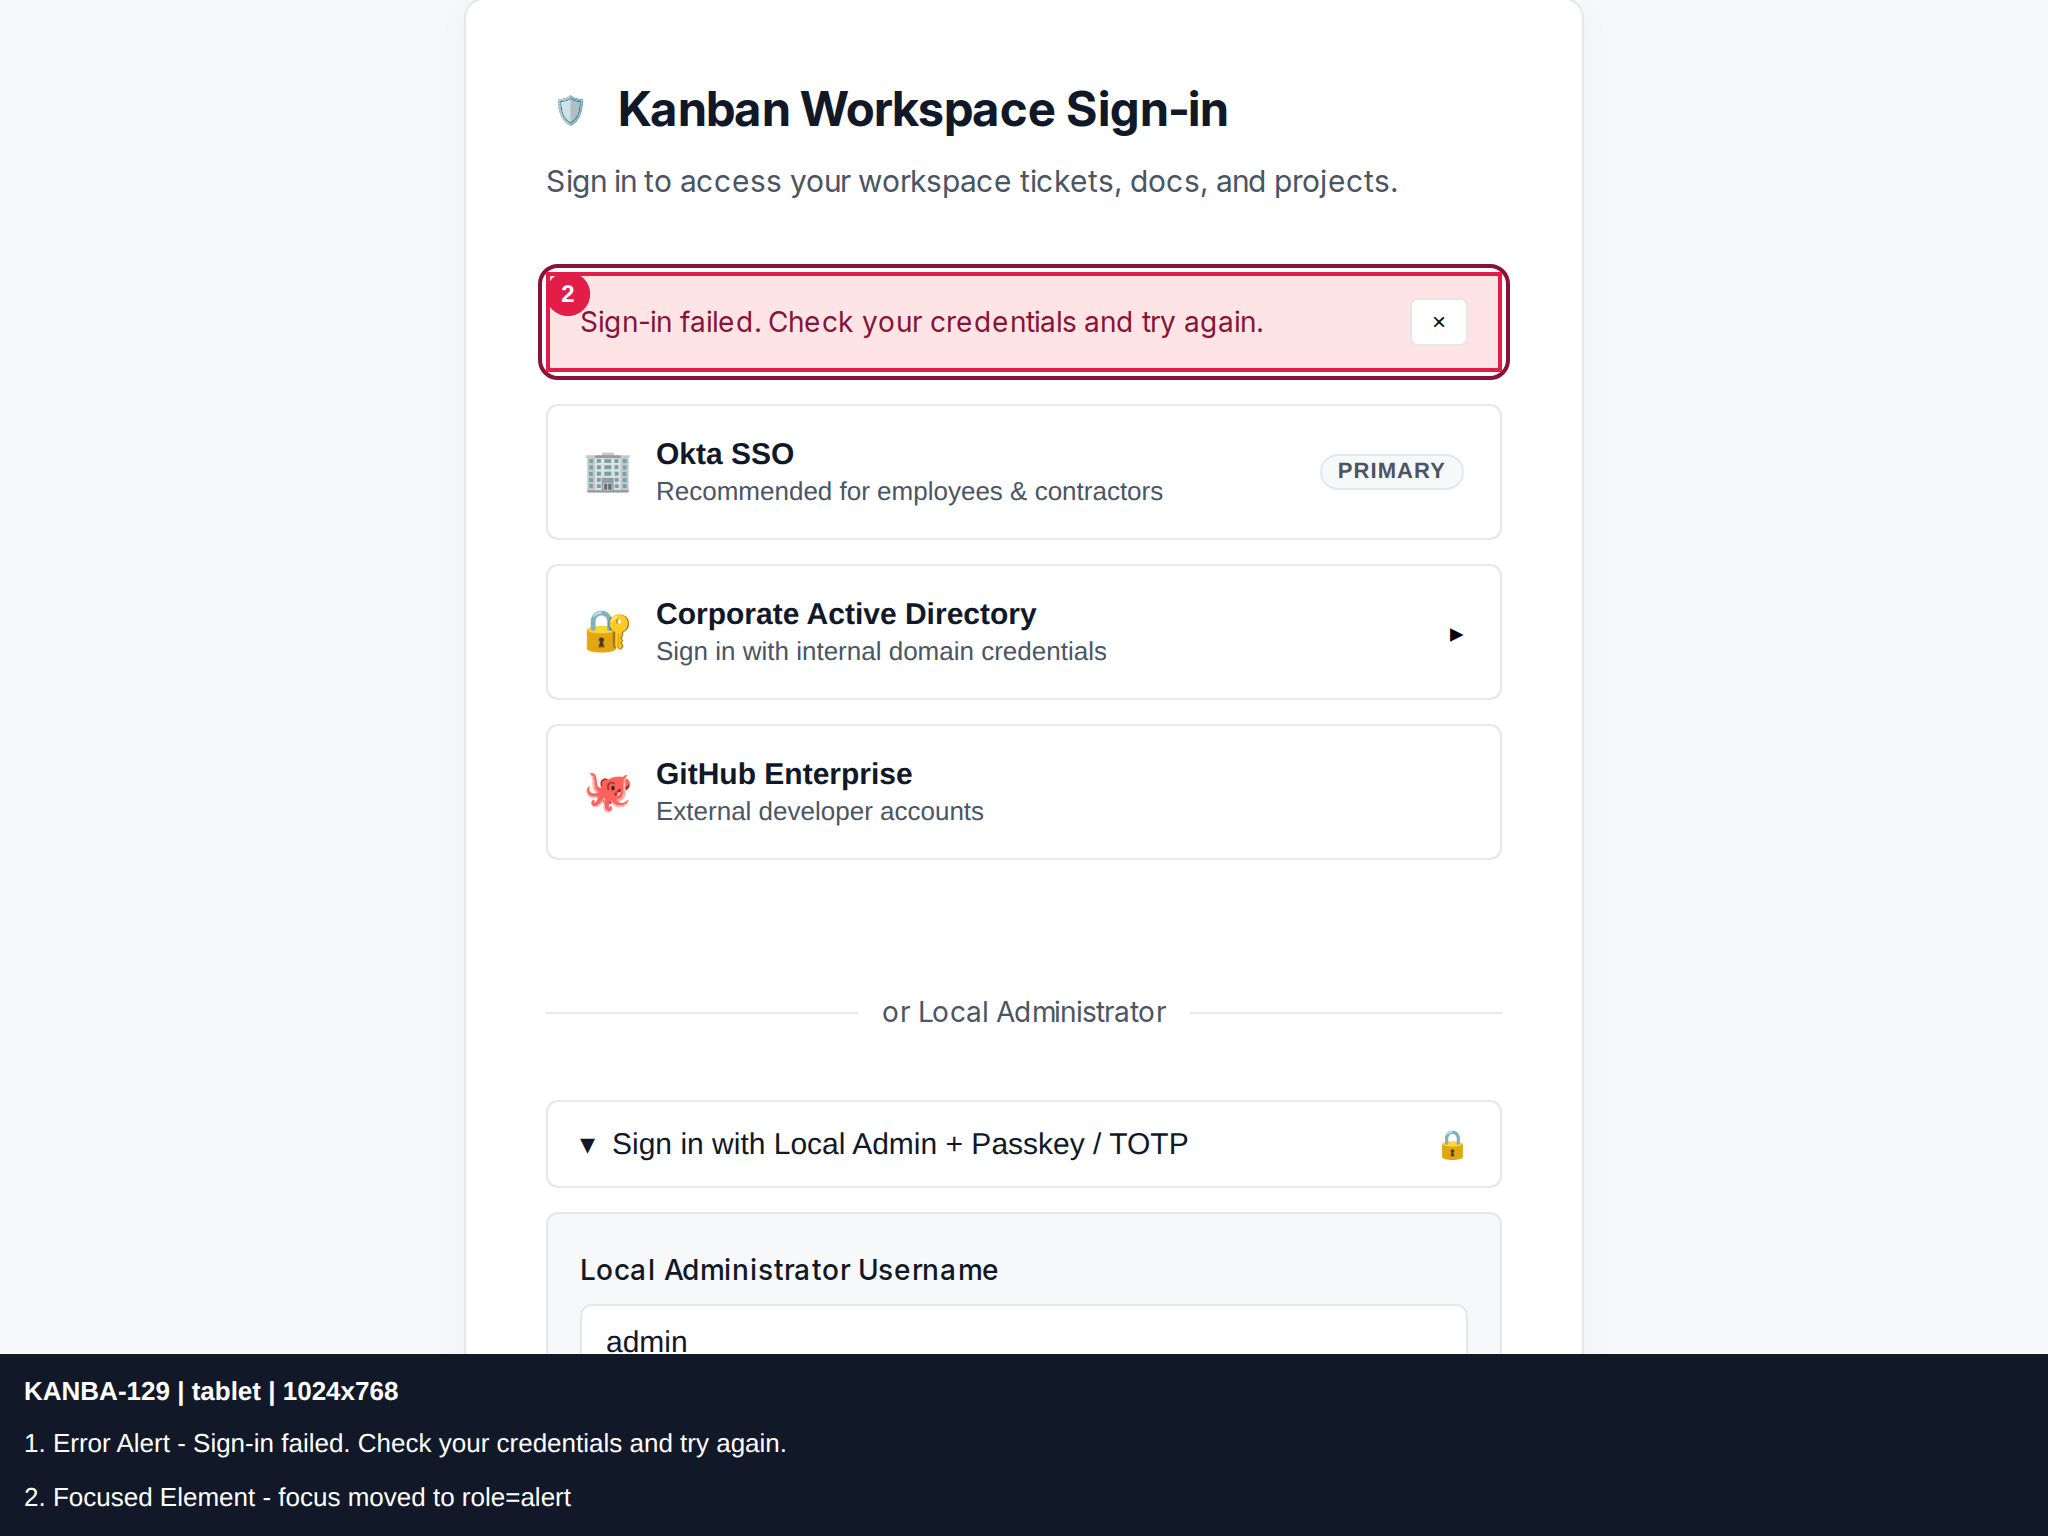 Kanban Workspace Sign-in
Sign in to access your workspace tickets, docs, and projects.
2
Sign-in failed. Check your credentials and try again.
×
Okta SSO
Recommended for employees & contractors
PRIMARY
Corporate Active Directory
Sign in with internal domain credentials
►
GitHub Enterprise
External developer accounts
or Local Administrator
▼ Sign in with Local Admin + Passkey / TOTP
Local Administrator Username
admin
KANBA-129 | tablet | 1024x768
1. Error Alert - Sign-in failed. Check your credentials and try again.
2. Focused Element - focus moved to role=alert